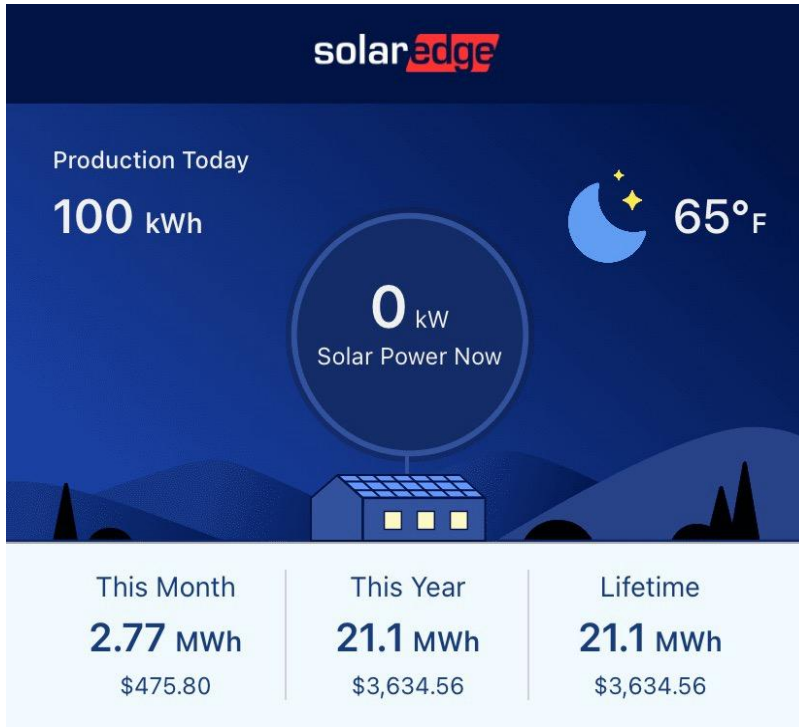 solaredge
Production Today
100 kWh
65°F
0 kW
Solar Power Now
This Month
2.77 MWh
$475.80
This Year
21.1 MWh
$3,634.56
Lifetime
21.1 MWh
$3,634.56